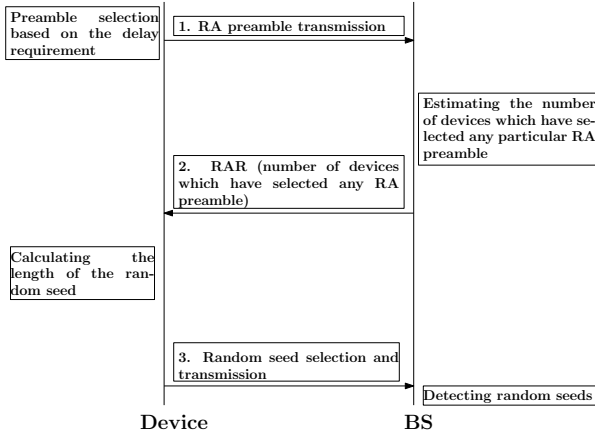 Preamble selection
based on the delay
requirement
1. RA preamble transmission
Estimating the number
of devices which have se-
lected any particular RA
preamble
2. RAR (number of devices
which have selected any RA
preamble)
Calculating the
length of the ran-
dom seed
3. Random seed selection and
transmission
Detecting random seeds
Device
BS